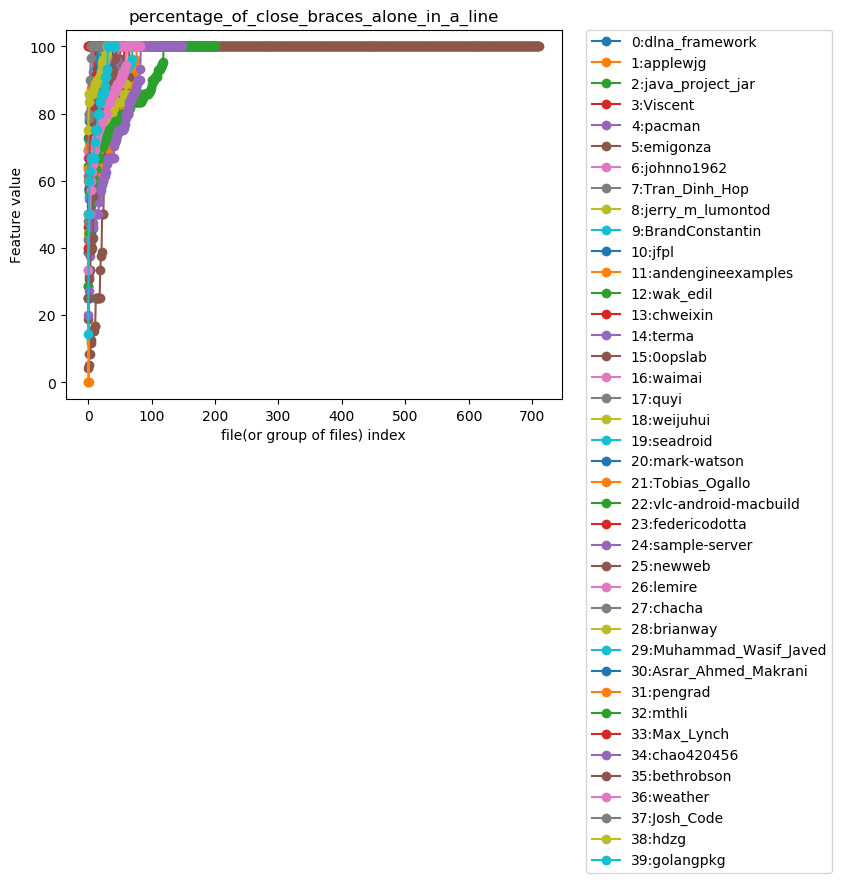 percentage_of_close_braces_alone_in_a_line
100
80
60
40
20
0
Feature value
0 100 200 300 400 500 600 700
file(or group of files) index
0:dlna_framework
1:applewjg
2:java_project_jar
3:Viscent
4:pacman
5:emigonza
6:johnno1962
7:Tran_Dinh_Hop
8:jerry_m_lumontod
9:BrandConstantin
10:jfpl
11:andengineexamples
12:wak_edil
13:chweixin
14:terma
15:0opslab
16:waimai
17:quyi
18:weijuhui
19:seadroid
20:mark-watson
21:Tobias_Ogallo
22:vlc-android-macbuild
23:federicodotta
24:sample-server
25:newweb
26:lemire
27:chacha
28:brianway
29:Muhammad_Wasif_Javed
30:Asrar_Ahmed_Makrani
31:pengrad
32:mthli
33:Max_Lynch
34:chao420456
35:bethrobson
36:weather
37:Josh_Code
38:hdzg
39:golangpkg